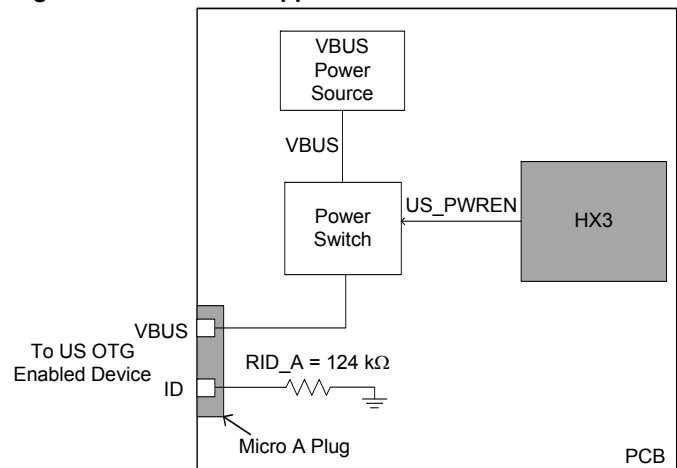 VBUS
Power
Source
VBUS
US_PWREN
Power
Switch
HX3
VBUS
To US OTG
Enabled Device
RID_A = 124 kΩ
ID
Micro A Plug
PCB